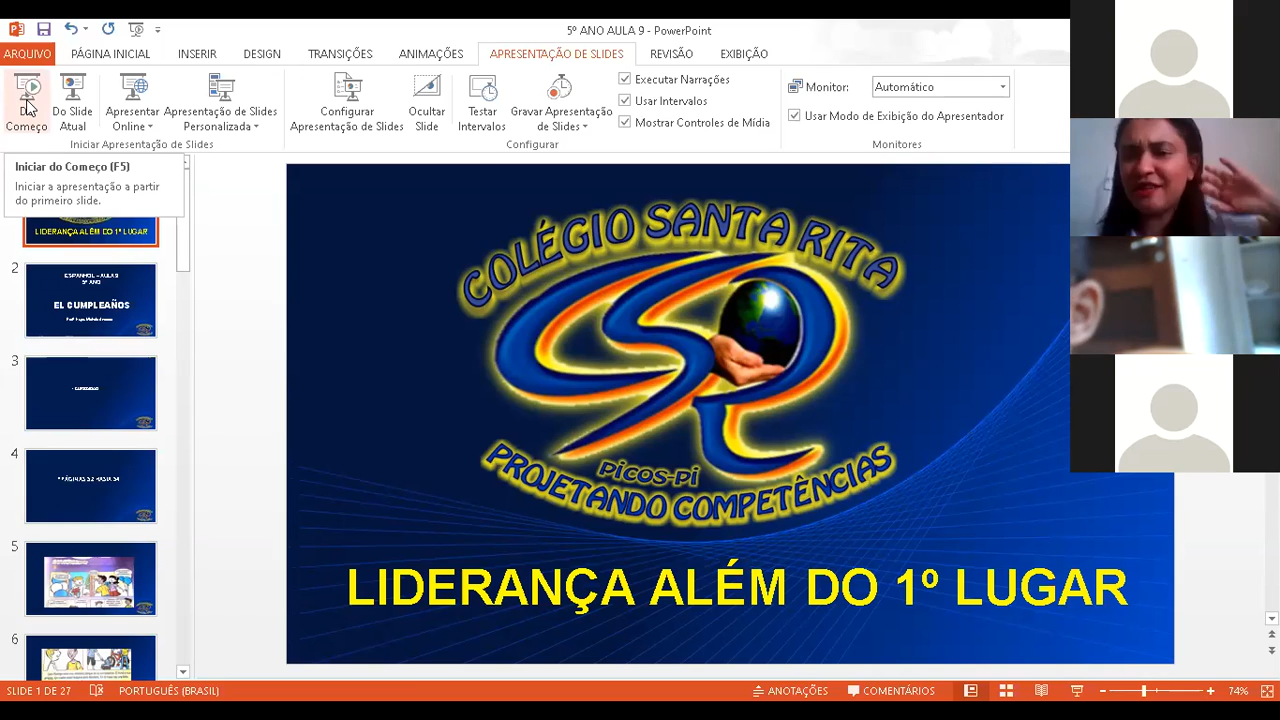 5º ANO AULA 9 - PowerPoint
ARQUIVO PÁGINA INICIAL INSERIR DESIGN TRANSIÇÕES ANIMAÇÕES APRESENTAÇÃO DE SLIDES REVISÃO EXIBIÇÃO
Do Começo
Do Slide Atual
Apresentar Online
Apresentação de Slides Personalizada
Configurar Apresentação de Slides
Ocultar Slide
Testar Intervalos
Gravar Apresentação de Slides
Executar Narrações
Usar Intervalos
Mostrar Controles de Mídia
Monitor: Automático
Usar Modo de Exibição do Apresentador
Iniciar Apresentação de Slides Configurar Monitores
Iniciar do Começo (F5)
Iniciar a apresentação a partir
do primeiro slide.
LIDERANÇA ALÉM DO 1º LUGAR
2
ESPANHOL - AULA 9
5º ANO
EL CUMPLEAÑOS
3
4
5
6
COLÉGIO SANTA RITA
PICOS-PI
PROJETANDO COMPETÊNCIAS
LIDERANÇA ALÉM DO 1º LUGAR
SLIDE 1 DE 27 PORTUGUÊS (BRASIL) ANOTAÇÕES COMENTÁRIOS 74%